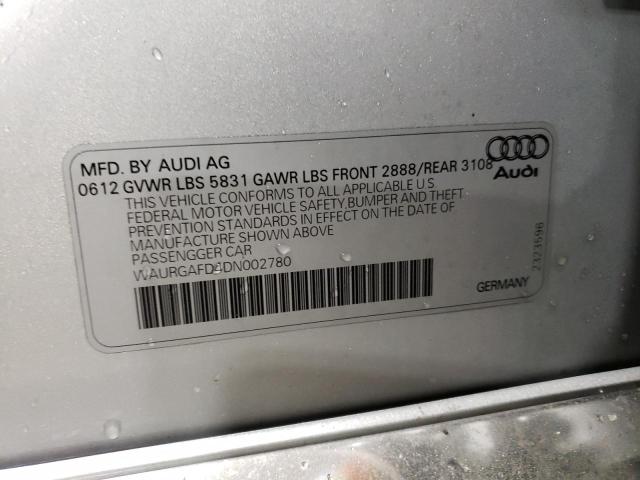 MFD. BY AUDI AG
0612 GVWR LBS 5831 GAWR LBS FRONT 2888/REAR 3108
Audi
THIS VEHICLE CONFORMS TO ALL APPLICABLE U S
FEDERAL MOTOR VEHICLE SAFETY,BUMPER AND THEFT
PREVENTION STANDARDS IN EFFECT ON THE DATE OF
MANUFACTURE SHOWN ABOVE
PASSENGGER CAR
WAURGAFD4DN002780
GERMANY
2323596